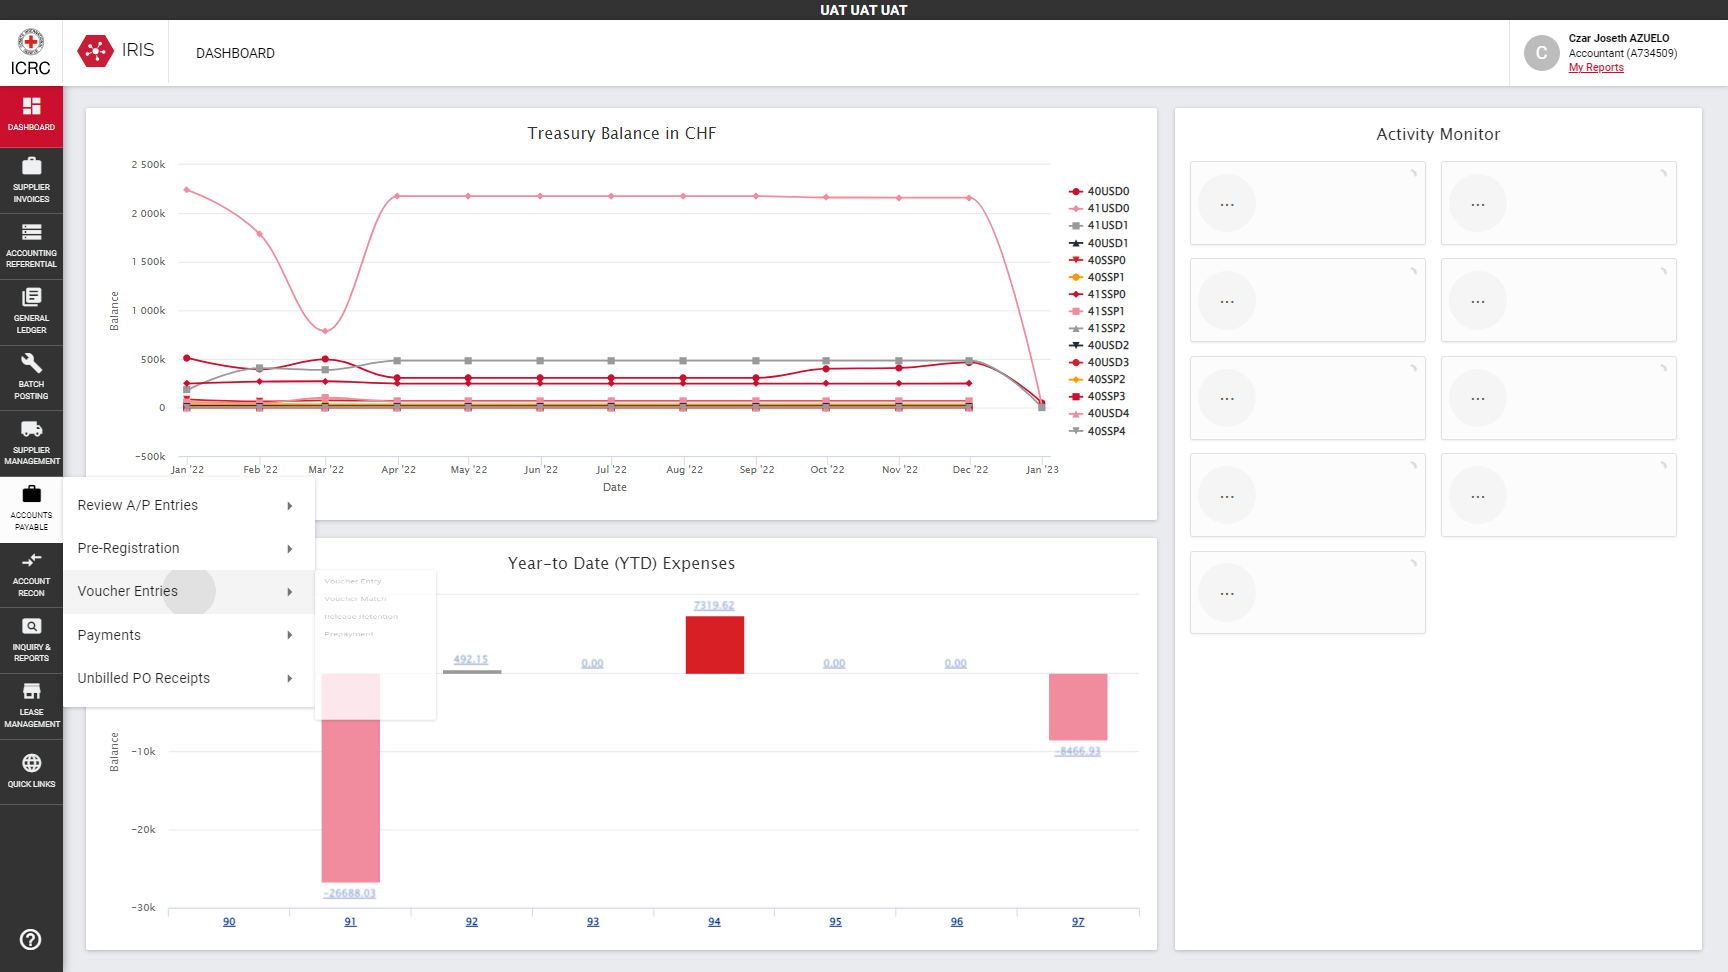 UAT UAT UAT
ICRC
IRIS
DASHBOARD
C
Czar Joseth AZUELO
Accountant (A734509)
My Reports
DASHBOARD
SUPPLIER
INVOICES
ACCOUNTING
REFERENTIAL
GENERAL
LEDGER
BATCH
POSTING
SUPPLIER
MANAGEMENT
ACCOUNTS
PAYABLE
ACCOUNT
RECON
INQUIRY &
REPORTS
LEASE
MANAGEMENT
QUICK LINKS
Review A/P Entries
Pre-Registration
Voucher Entries
Payments
Unbilled PO Receipts
Voucher Entry
Voucher Match
Release Retention
Prepayment
Treasury Balance in CHF
Balance
2 500k
2 000k
1 500k
1 000k
500k
0
-500k
Jan '22
Feb '22
Mar '22
Apr '22
May '22
Jun '22
Jul '22
Aug '22
Sep '22
Oct '22
Nov '22
Dec '22
Jan '23
Date
40USD0
41USD0
41USD1
40USD1
40SSP0
40SSP1
41SSP0
41SSP1
41SSP2
40USD2
40USD3
40SSP2
40SSP3
40USD4
40SSP4
Year-to Date (YTD) Expenses
Balance
-10k
-20k
-30k
-26688.03
492.15
0.00
7319.62
0.00
0.00
-8466.93
90
91
92
93
94
95
96
97
Activity Monitor
...
...
...
...
...
...
...
...
...